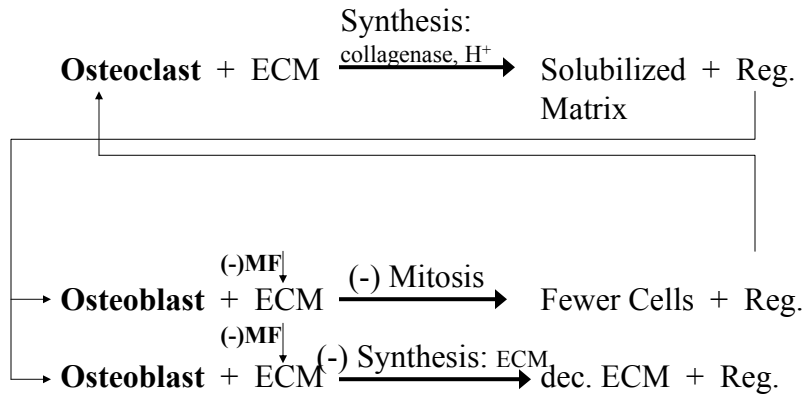 Synthesis:
collagenase, H⁺
Osteoclast + ECM Solubilized + Reg.
Matrix
(-)MF
Osteoblast + ECM (-) Mitosis Fewer Cells + Reg.
(-)MF
Osteoblast + ECM (-) Synthesis: ECM dec. ECM + Reg.